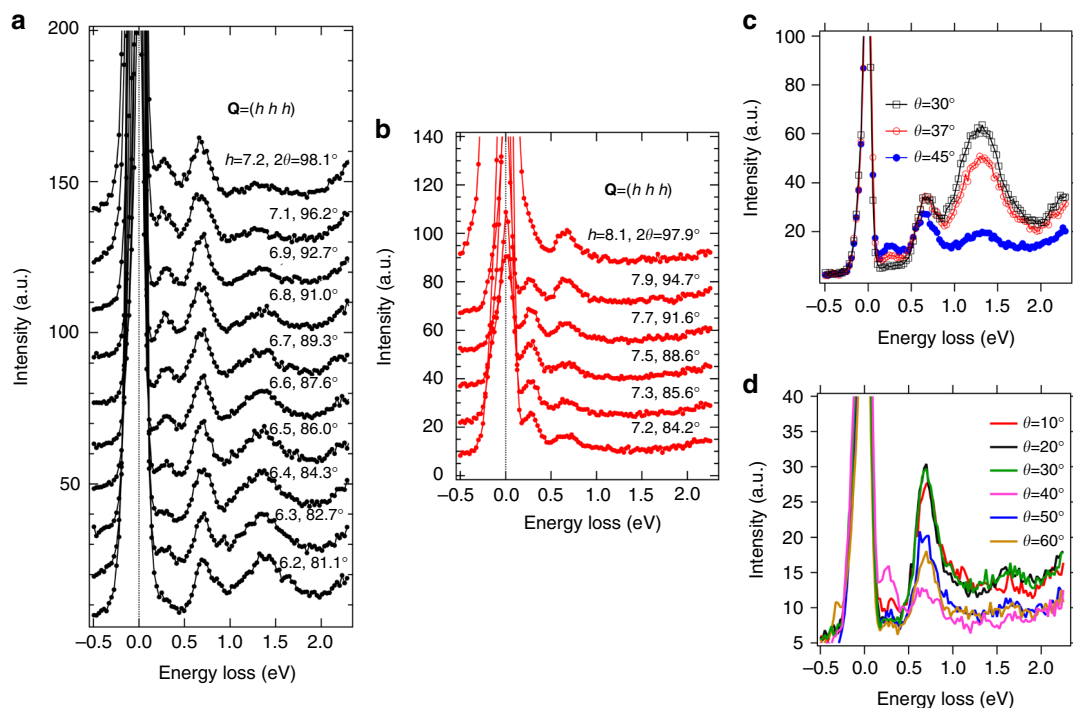 a
200
150
100
50
Intensity (a.u.)
Q=(h h h)
h=7.2, 2θ=98.1°
7.1, 96.2°
6.9, 92.7°
6.8, 91.0°
6.7, 89.3°
6.6, 87.6°
6.5, 86.0°
6.4, 84.3°
6.3, 82.7°
6.2, 81.1°
−0.5 0.0 0.5 1.0 1.5 2.0
Energy loss (eV)
b
140
120
100
80
60
40
20
0
Intensity (a.u.)
Q=(h h h)
h=8.1, 2θ=97.9°
7.9, 94.7°
7.7, 91.6°
7.5, 88.6°
7.3, 85.6°
7.2, 84.2°
−0.5 0.0 0.5 1.0 1.5 2.0
Energy loss (eV)
c
100
80
60
40
20
Intensity (a.u.)
θ=30°
θ=37°
θ=45°
−0.5 0.0 0.5 1.0 1.5 2.0
Energy loss (eV)
d
40
35
30
25
20
15
10
5
Intensity (a.u.)
θ=10°
θ=20°
θ=30°
θ=40°
θ=50°
θ=60°
−0.5 0.0 0.5 1.0 1.5 2.0
Energy loss (eV)